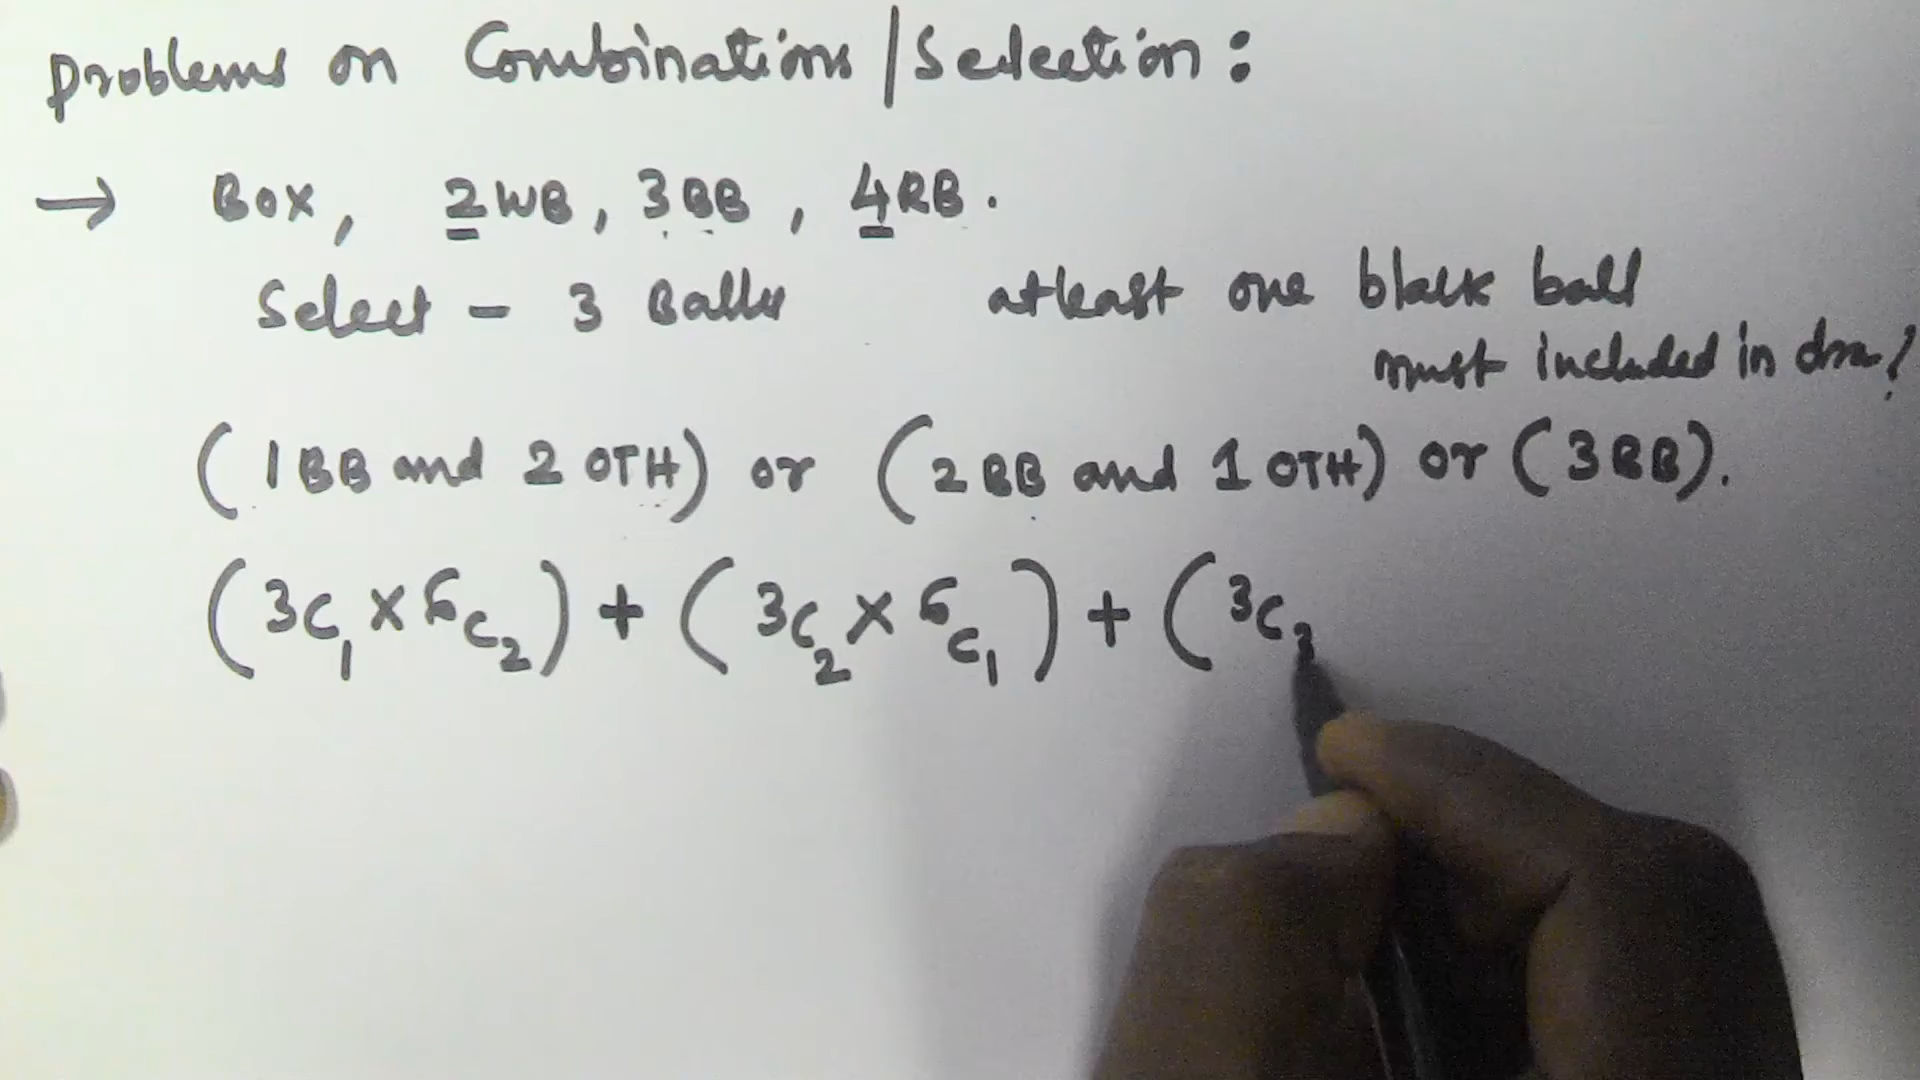 Problems on Combinations/Selection:
→ Box, 2WB, 3BB, 4RB.
Select - 3 Balls atleast one black ball
must included in draw?
(1BB and 2 OTH) or (2BB and 1 OTH) or (3BB).
(3C₁ × 6C₂) + (3C₂ × 6C₁) + (3C₃